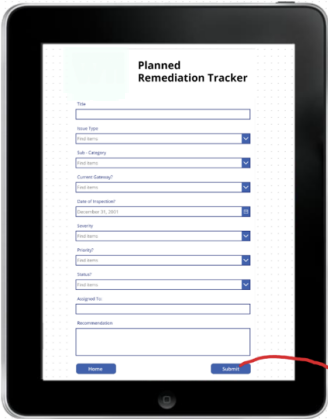 Planned
Remediation Tracker
Title
Issue Type
Find items
Sub - Category
Find items
Current Gateway?
Find items
Date of Inspection?
December 31, 2001
Severity
Find items
Priority?
Find items
Status?
Find items
Assigned To:
Recommendation
Home
Submit